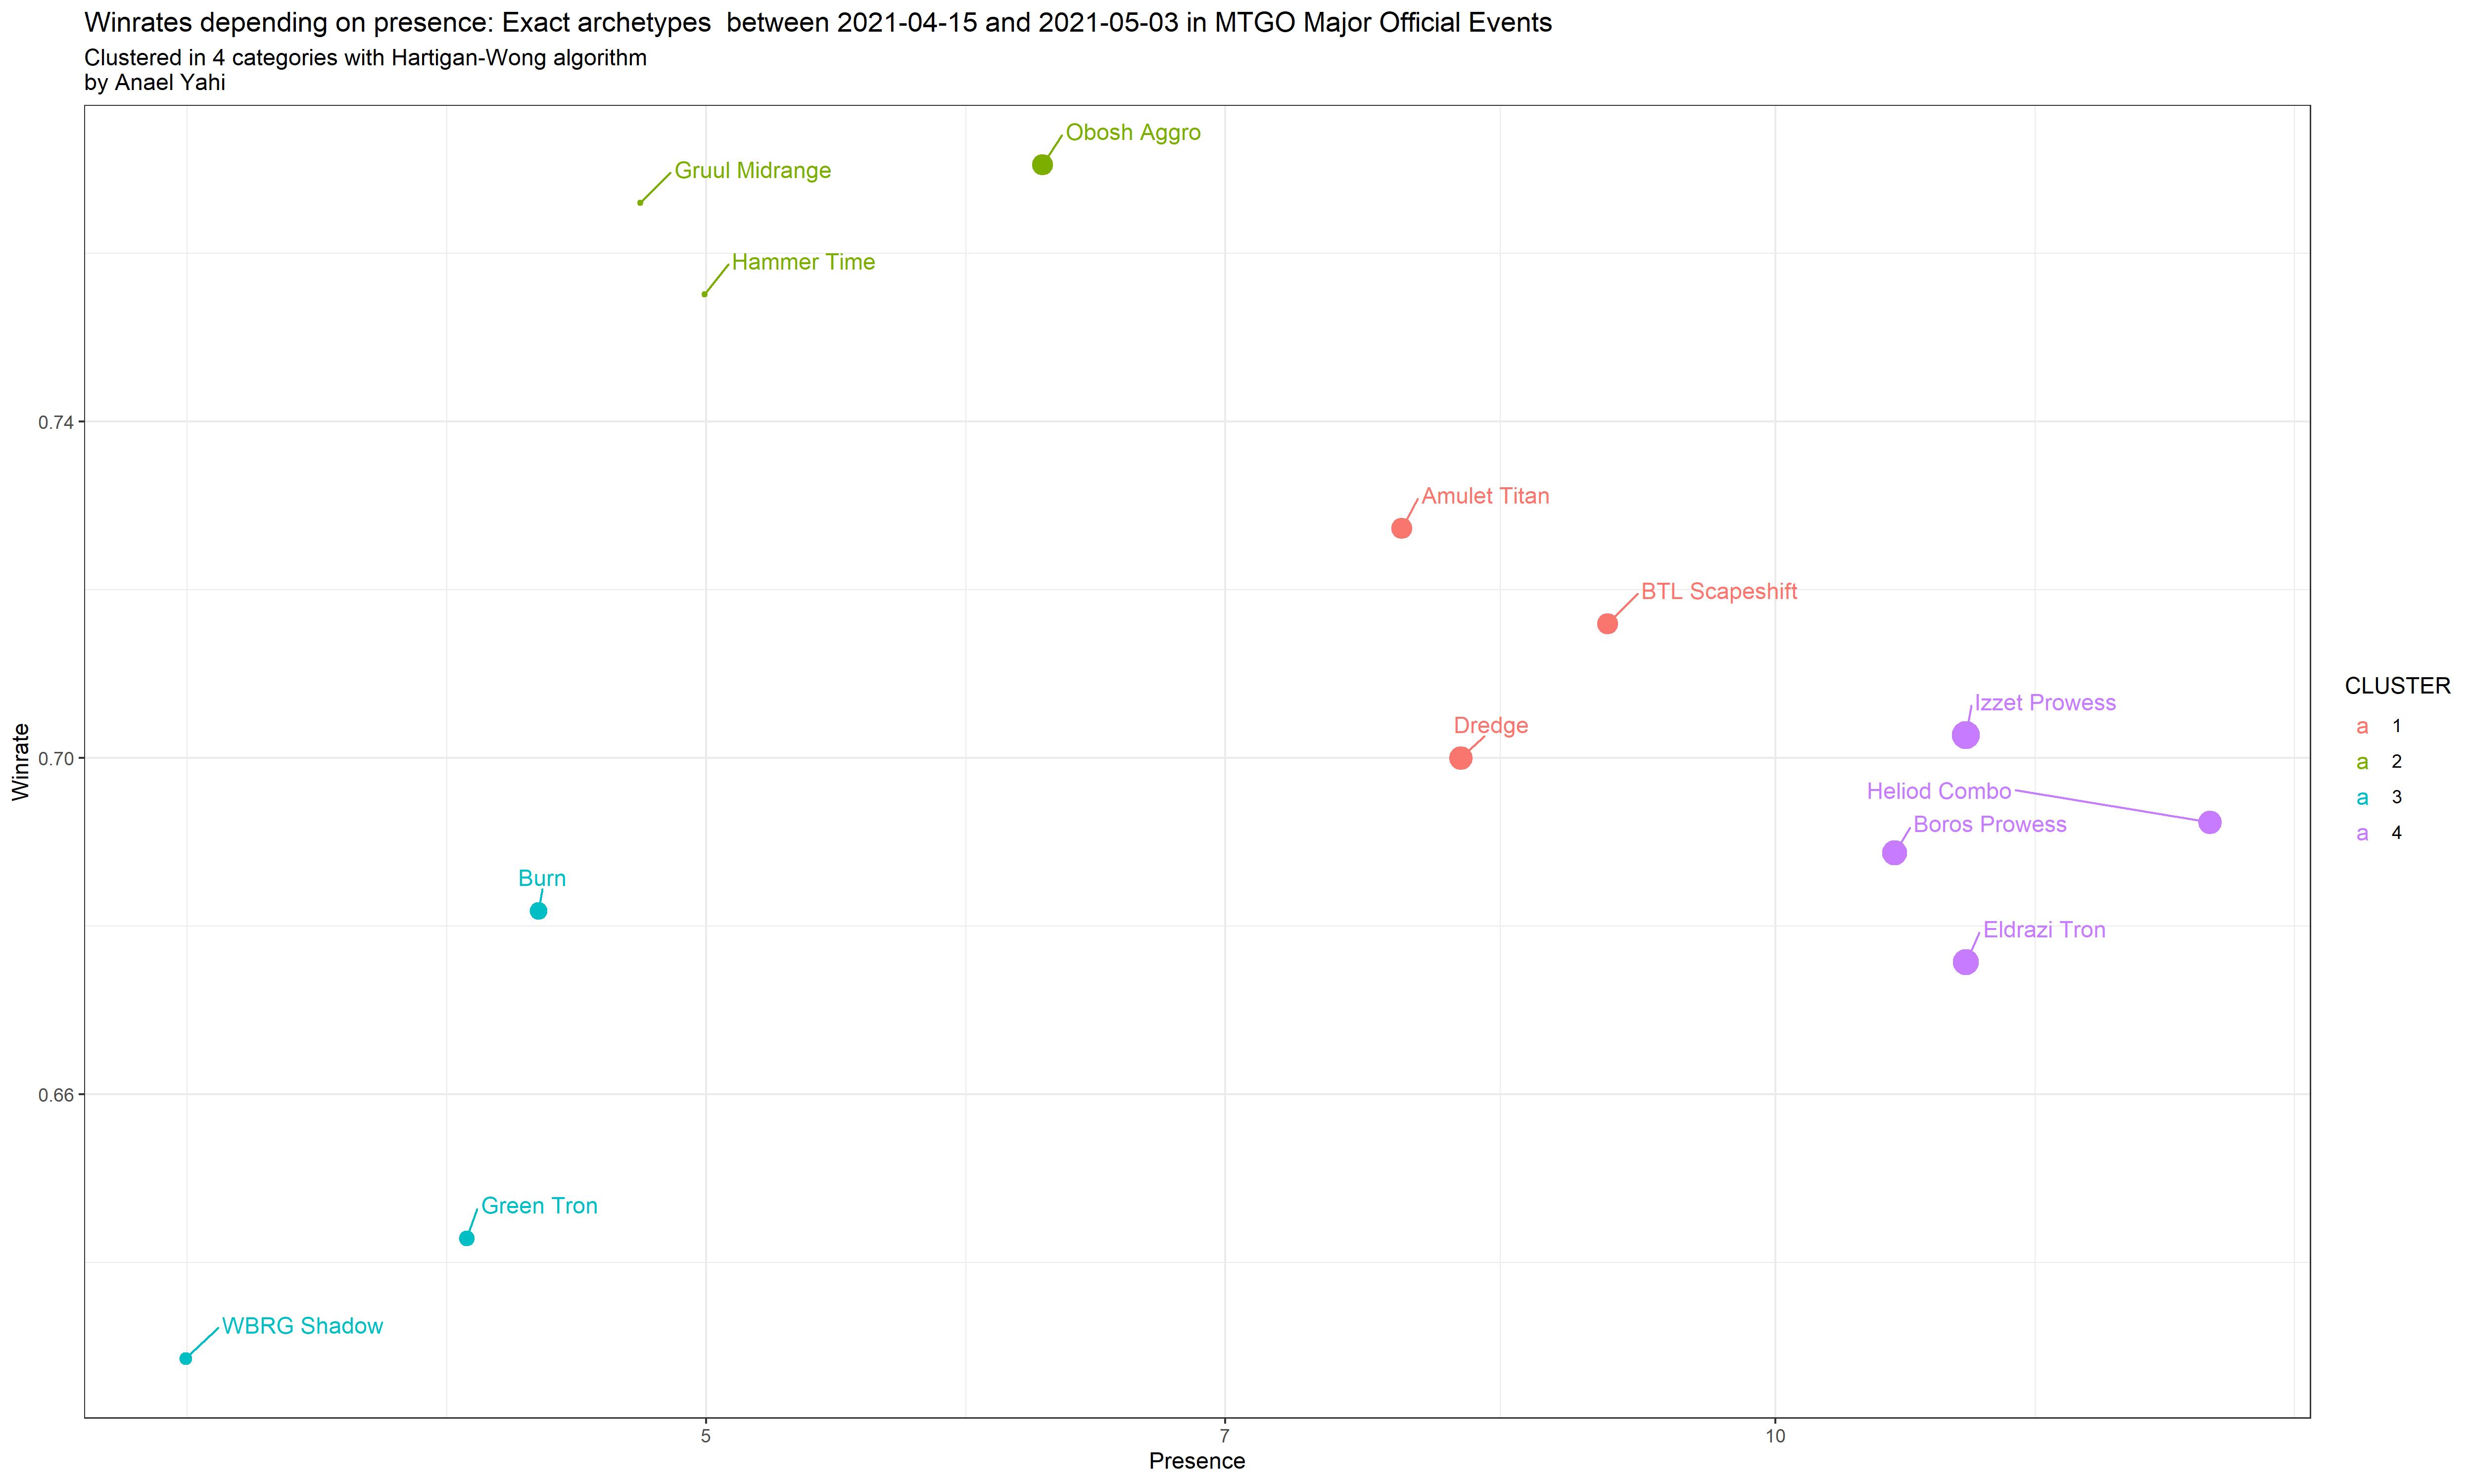 Winrates depending on presence: Exact archetypes  between 2021-04-15 and 2021-05-03 in MTGO Major Official Events
Clustered in 4 categories with Hartigan-Wong algorithm
by Anael Yahi
Obosh Aggro
Gruul Midrange
Hammer Time
0.74
Amulet Titan
BTL Scapeshift
Izzet Prowess
Dredge
0.70
Heliod Combo
Boros Prowess
Burn
Eldrazi Tron
0.66
Green Tron
WBRG Shadow
Winrate
5
7
10
Presence
CLUSTER
a 1
a 2
a 3
a 4